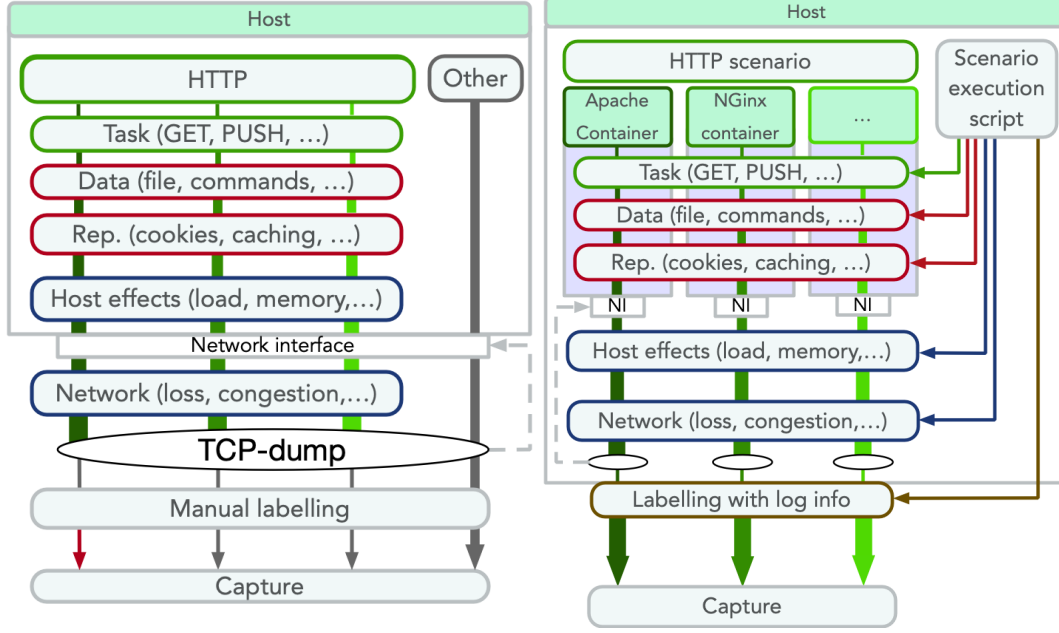 Host
HTTP
Other
Task (GET, PUSH, ...)
Data (file, commands, ...)
Rep. (cookies, caching, ...)
Host effects (load, memory,...)
Network interface
Network (loss, congestion,...)
TCP-dump
Manual labelling
Capture
Host
HTTP scenario
Scenario
execution
script
Apache
Container
NGinx
container
...
Task (GET, PUSH, ...)
Data (file, commands, ...)
Rep. (cookies, caching, ...)
NI
NI
NI
Host effects (load, memory,...)
Network (loss, congestion,...)
Labelling with log info
Capture